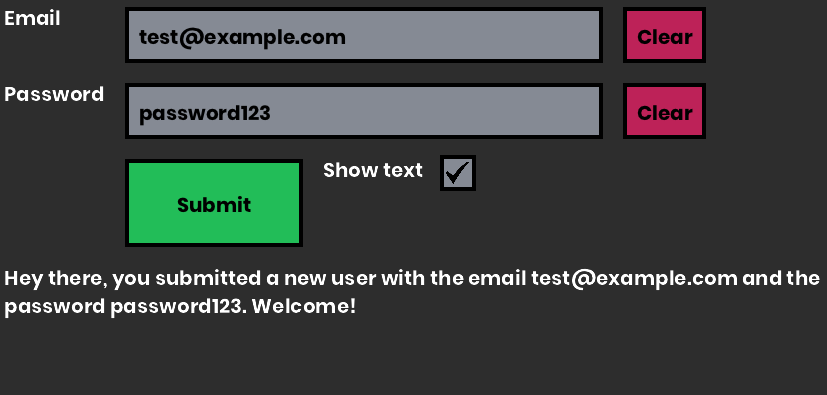 Email
test@example.com
Clear
Password
password123
Clear
Submit
Show text
Hey there, you submitted a new user with the email test@example.com and the
password password123. Welcome!